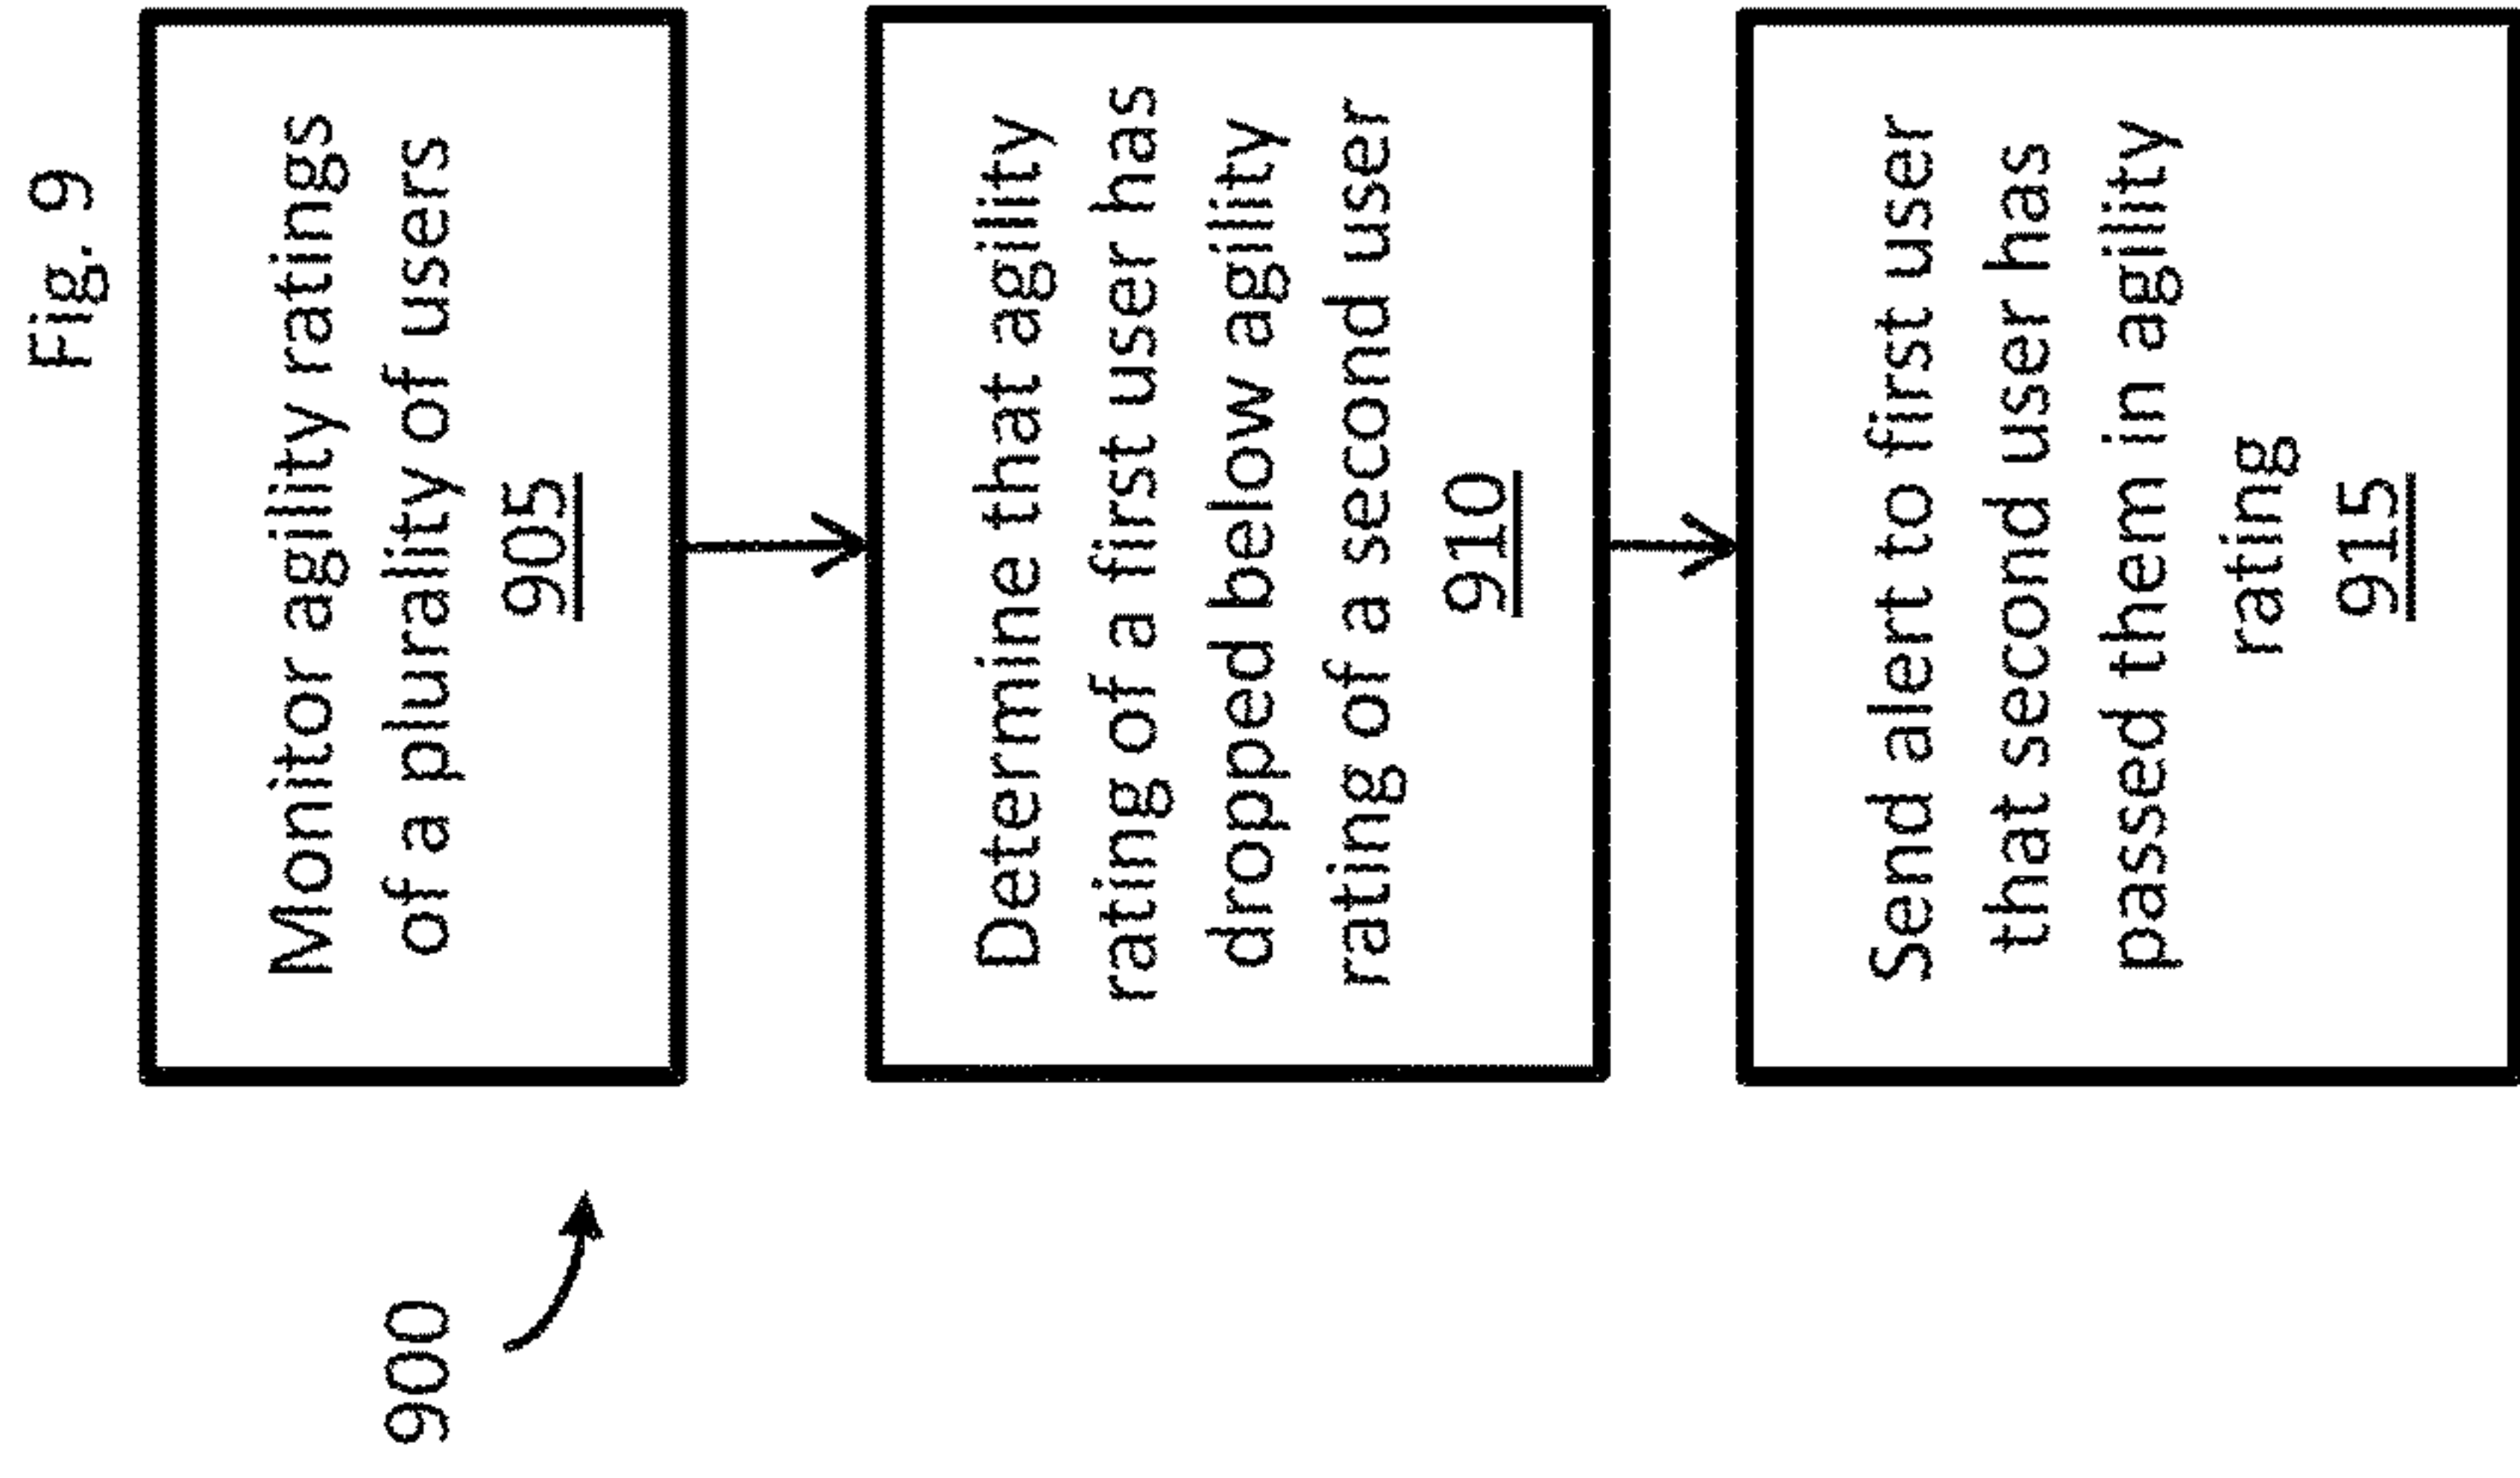 Fig. 9
900
Monitor agility ratings
of a plurality of users
905
Determine that agility
rating of a first user has
dropped below agility
rating of a second user
910
Send alert to first user
that second user has
passed them in agility
rating
915